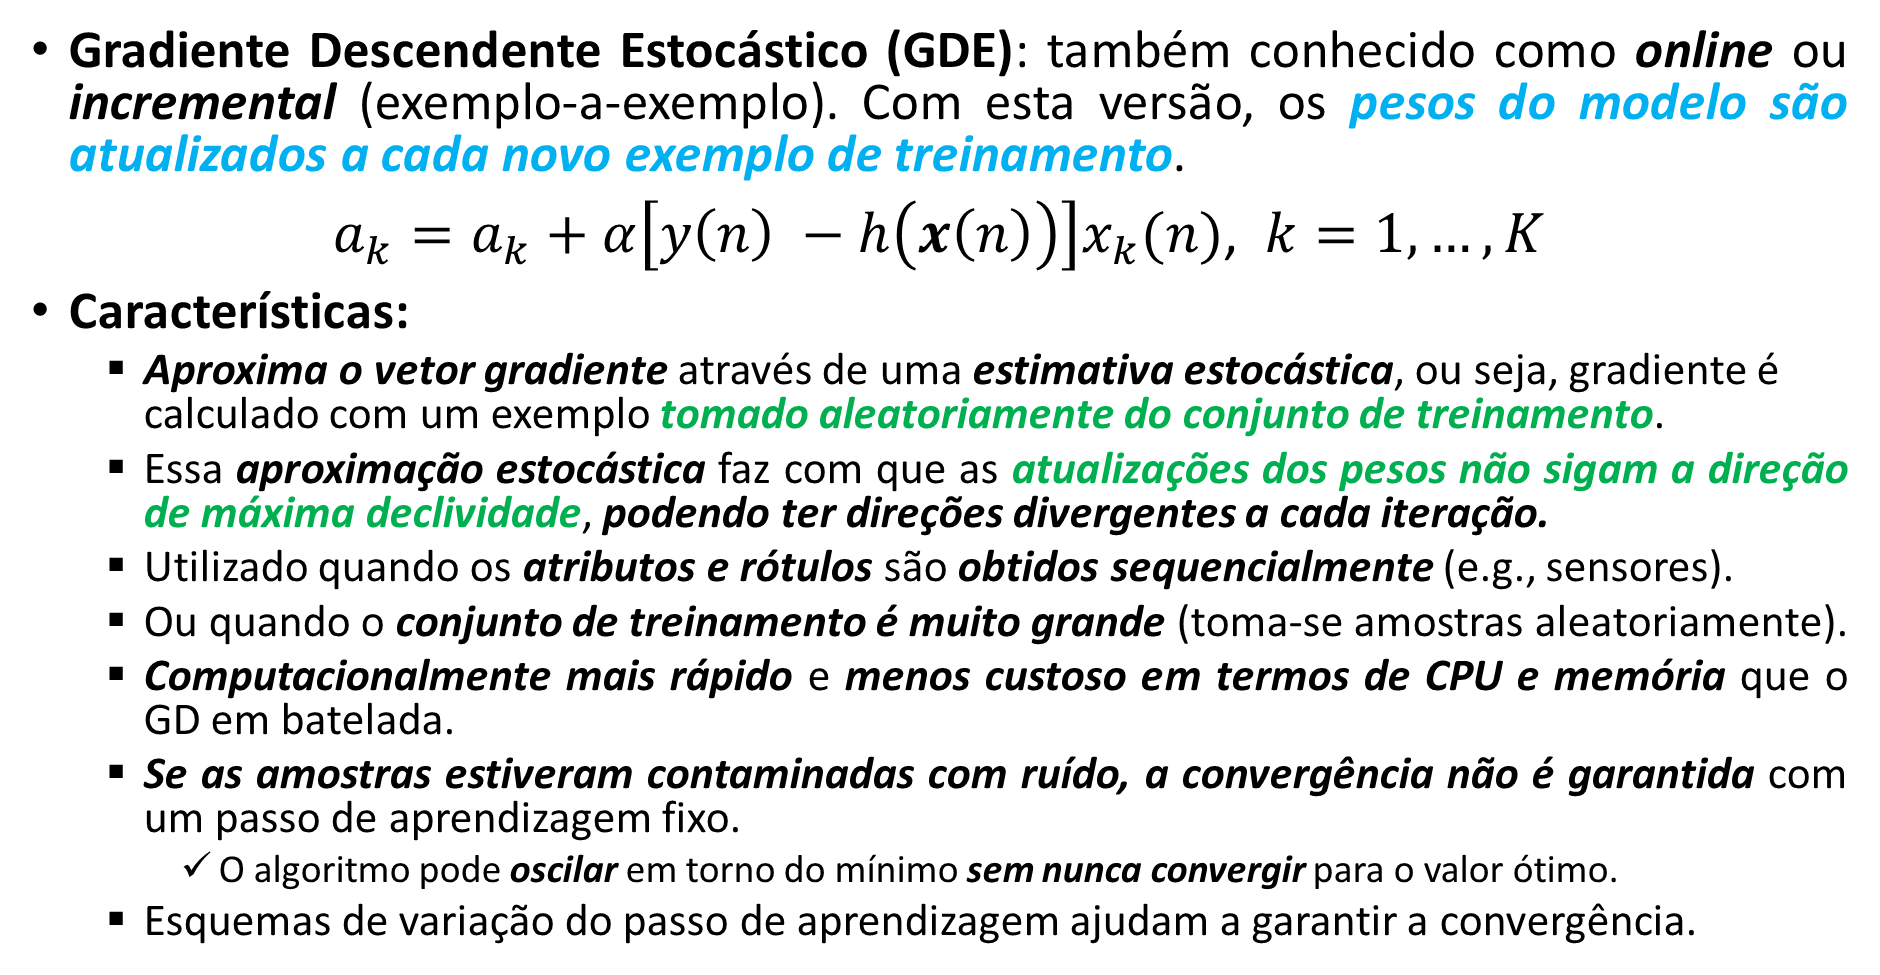 • Gradiente Descendente Estocástico (GDE): também conhecido como online ou
incremental (exemplo-a-exemplo). Com esta versão, os pesos do modelo são
atualizados a cada novo exemplo de treinamento.
a_k = a_k + α[y(n) − h(x(n))]x_k(n), k = 1, … , K
• Características:
▪ Aproxima o vetor gradiente através de uma estimativa estocástica, ou seja, gradiente é
calculado com um exemplo tomado aleatoriamente do conjunto de treinamento.
▪ Essa aproximação estocástica faz com que as atualizações dos pesos não sigam a direção
de máxima declividade, podendo ter direções divergentes a cada iteração.
▪ Utilizado quando os atributos e rótulos são obtidos sequencialmente (e.g., sensores).
▪ Ou quando o conjunto de treinamento é muito grande (toma-se amostras aleatoriamente).
▪ Computacionalmente mais rápido e menos custoso em termos de CPU e memória que o
GD em batelada.
▪ Se as amostras estiveram contaminadas com ruído, a convergência não é garantida com
um passo de aprendizagem fixo.
✓ O algoritmo pode oscilar em torno do mínimo sem nunca convergir para o valor ótimo.
▪ Esquemas de variação do passo de aprendizagem ajudam a garantir a convergência.